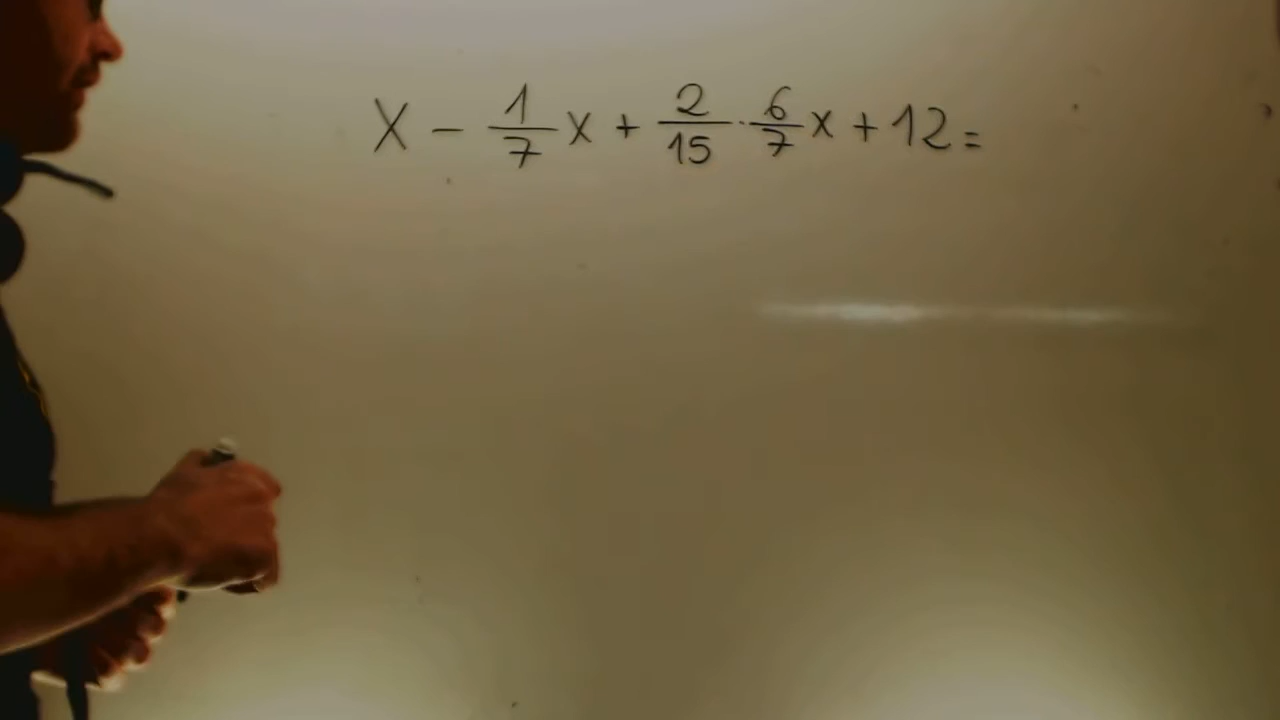 X - 1/7 x + 2/15 · 6/7 x + 12 =